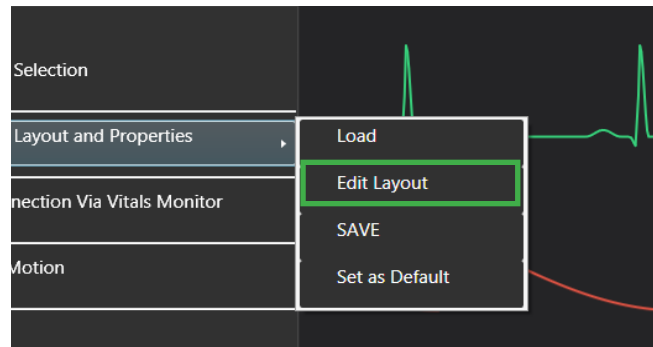 Selection
Layout and Properties
Load
Edit Layout
nection Via Vitals Monitor
SAVE
Motion
Set as Default